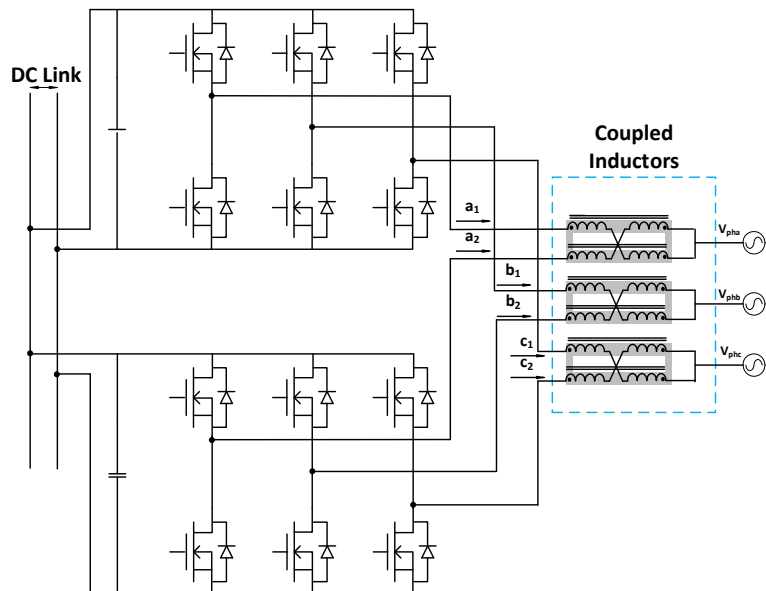 DC Link
Coupled
Inductors
a1
a2
b1
b2
c1
c2
Vpha
Vphb
Vphc